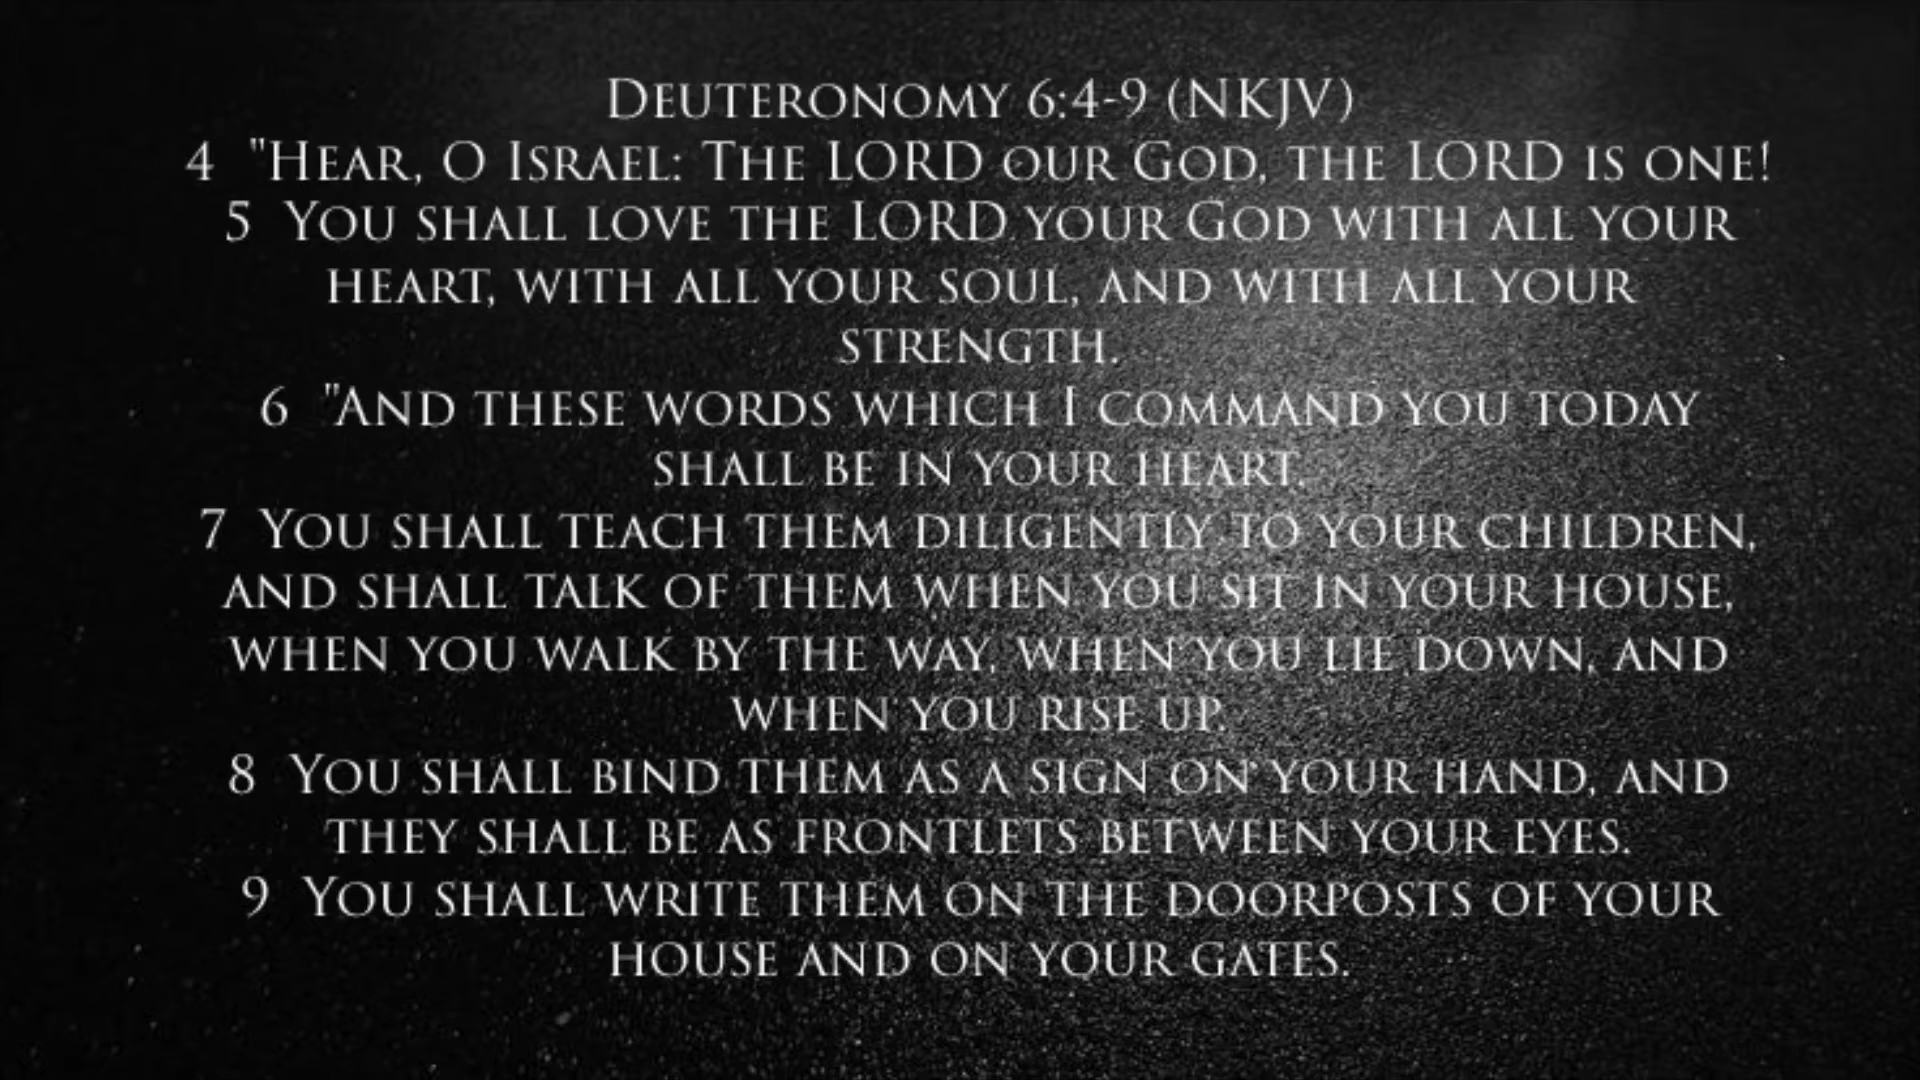 Deuteronomy 6:4-9 (NKJV)
4 "Hear, O Israel: The LORD our God, the LORD is one!
5 You shall love the LORD your God with all your
heart, with all your soul, and with all your
strength.
6 "And these words which I command you today
shall be in your heart.
7 You shall teach them diligently to your children,
and shall talk of them when you sit in your house,
when you walk by the way, when you lie down, and
when you rise up.
8 You shall bind them as a sign on your hand, and
they shall be as frontlets between your eyes.
9 You shall write them on the doorposts of your
house and on your gates.